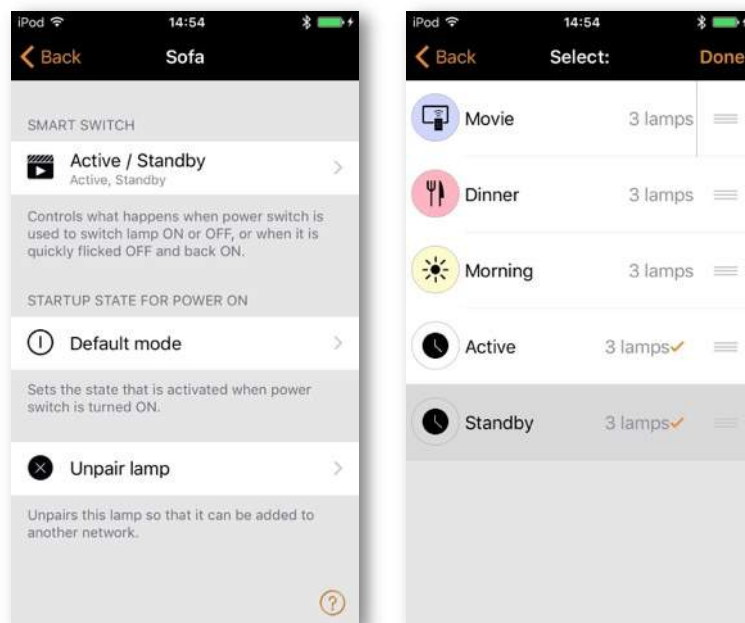 iPod 14:54
Back Sofa
SMART SWITCH
Active / Standby
Active, Standby
Controls what happens when power switch is
used to switch lamp ON or OFF, or when it is
quickly flicked OFF and back ON.
STARTUP STATE FOR POWER ON
Default mode
Sets the state that is activated when power
switch is turned ON.
Unpair lamp
Unpairs this lamp so that it can be added to
another network.
?
iPod 14:54
Back Select: Done
Movie 3 lamps
Dinner 3 lamps
Morning 3 lamps
Active 3 lamps
Standby 3 lamps